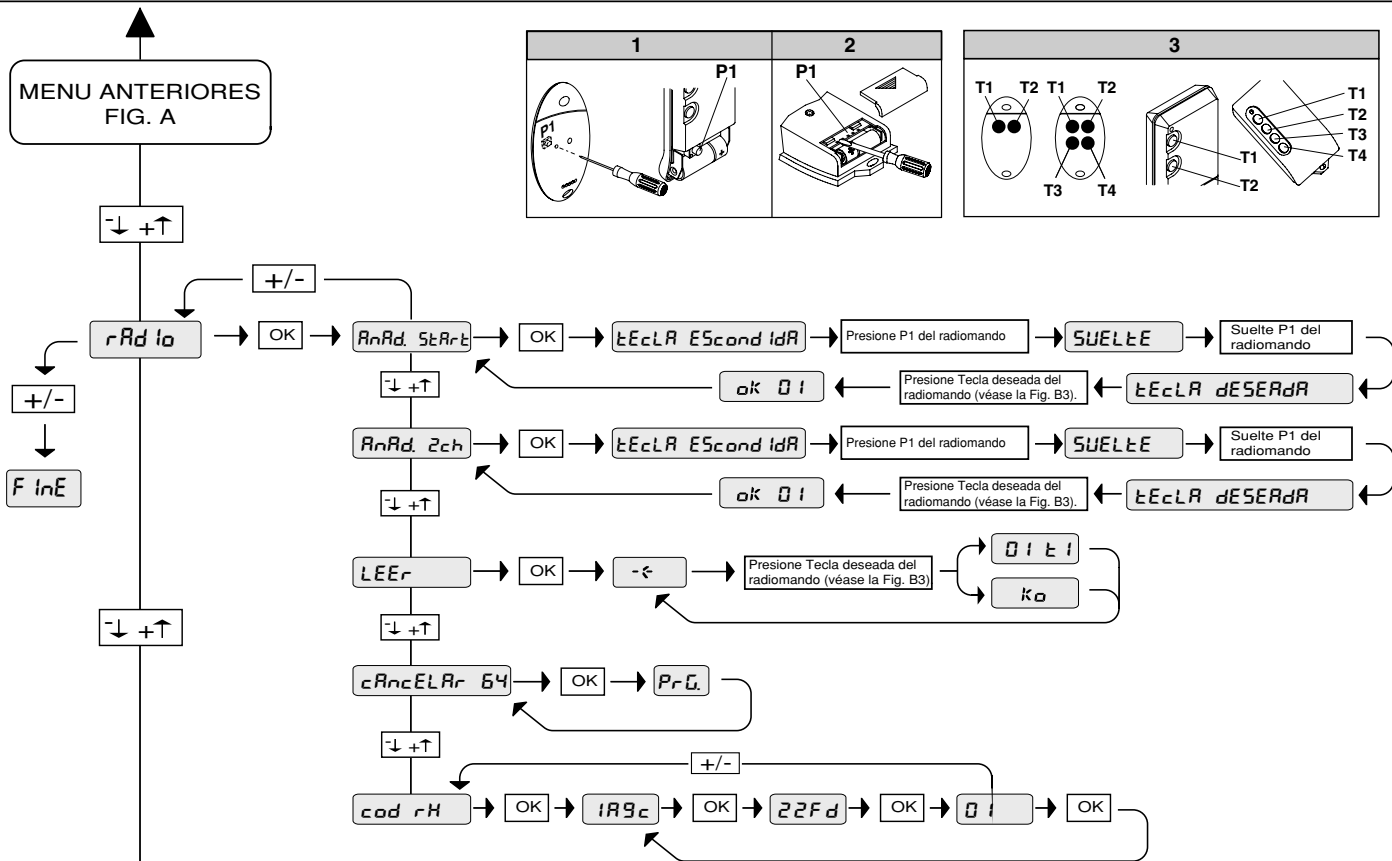 MENU ANTERIORES
FIG. A
1
2
P1
P1
P1
3
T1 T2 T1 T2
T3 T4
T1
T2
T1
T2
T3
T4
-↓ +↑
+/-
rAdIo
OK
AnAd. StArt
OK
tEcLA EScondIdA
Presione P1 del radiomando
SUELtE
Suelte P1 del
radiomando
+/-
FInE
-↓ +↑
oK 01
Presione Tecla deseada del
radiomando (véase la Fig. B3).
tEcLA dESEAdA
AnAd. 2ch
OK
tEcLA EScondIdA
Presione P1 del radiomando
SUELtE
Suelte P1 del
radiomando
-↓ +↑
oK 01
Presione Tecla deseada del
radiomando (véase la Fig. B3).
tEcLA dESEAdA
LEEr
OK
Presione Tecla deseada del
radiomando (véase la Fig. B3)
01 t1
Ko
-↓ +↑
-↓ +↑
cAncELAr 64
OK
PrG.
-↓ +↑
+/-
cod rH
OK
1A9c
OK
22Fd
OK
01
OK